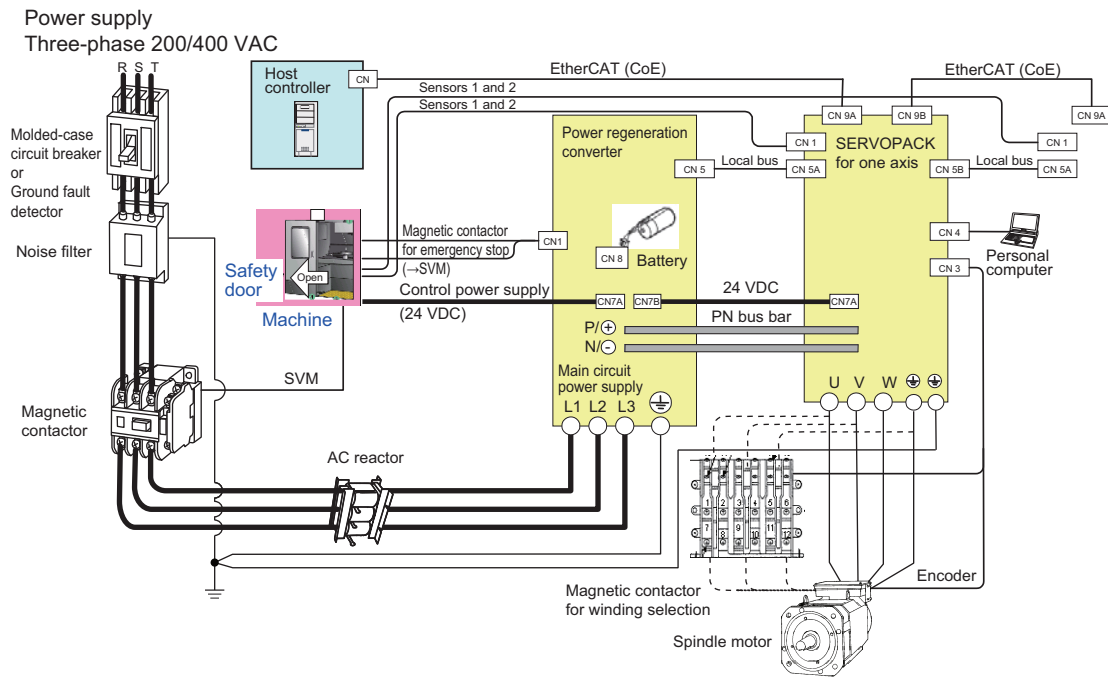 Power supply
Three-phase 200/400 VAC
R S T
Molded-case
circuit breaker
or
Ground fault
detector
Noise filter
Magnetic
contactor
Host
controller
CN
EtherCAT (CoE)
Sensors 1 and 2
Sensors 1 and 2
EtherCAT (CoE)
CN 9A
CN 9B
CN 9A
Power regeneration
converter
CN 1
SERVOPACK
for one axis
CN 1
CN 5
Local bus
CN 5A
CN 5B
Local bus
CN 5A
Safety
door
Open
Machine
Magnetic contactor
for emergency stop
(→SVM)
CN1
CN 8
Battery
CN 4
Personal
computer
CN 3
Control power supply
(24 VDC)
CN7A
CN7B
24 VDC
CN7A
PN bus bar
P/⊕
N/⊖
SVM
Main circuit
power supply
L1 L2 L3
U V W
AC reactor
1 2 3 4 5 6
7 8 9 10 11 12
Magnetic contactor
for winding selection
Encoder
Spindle motor